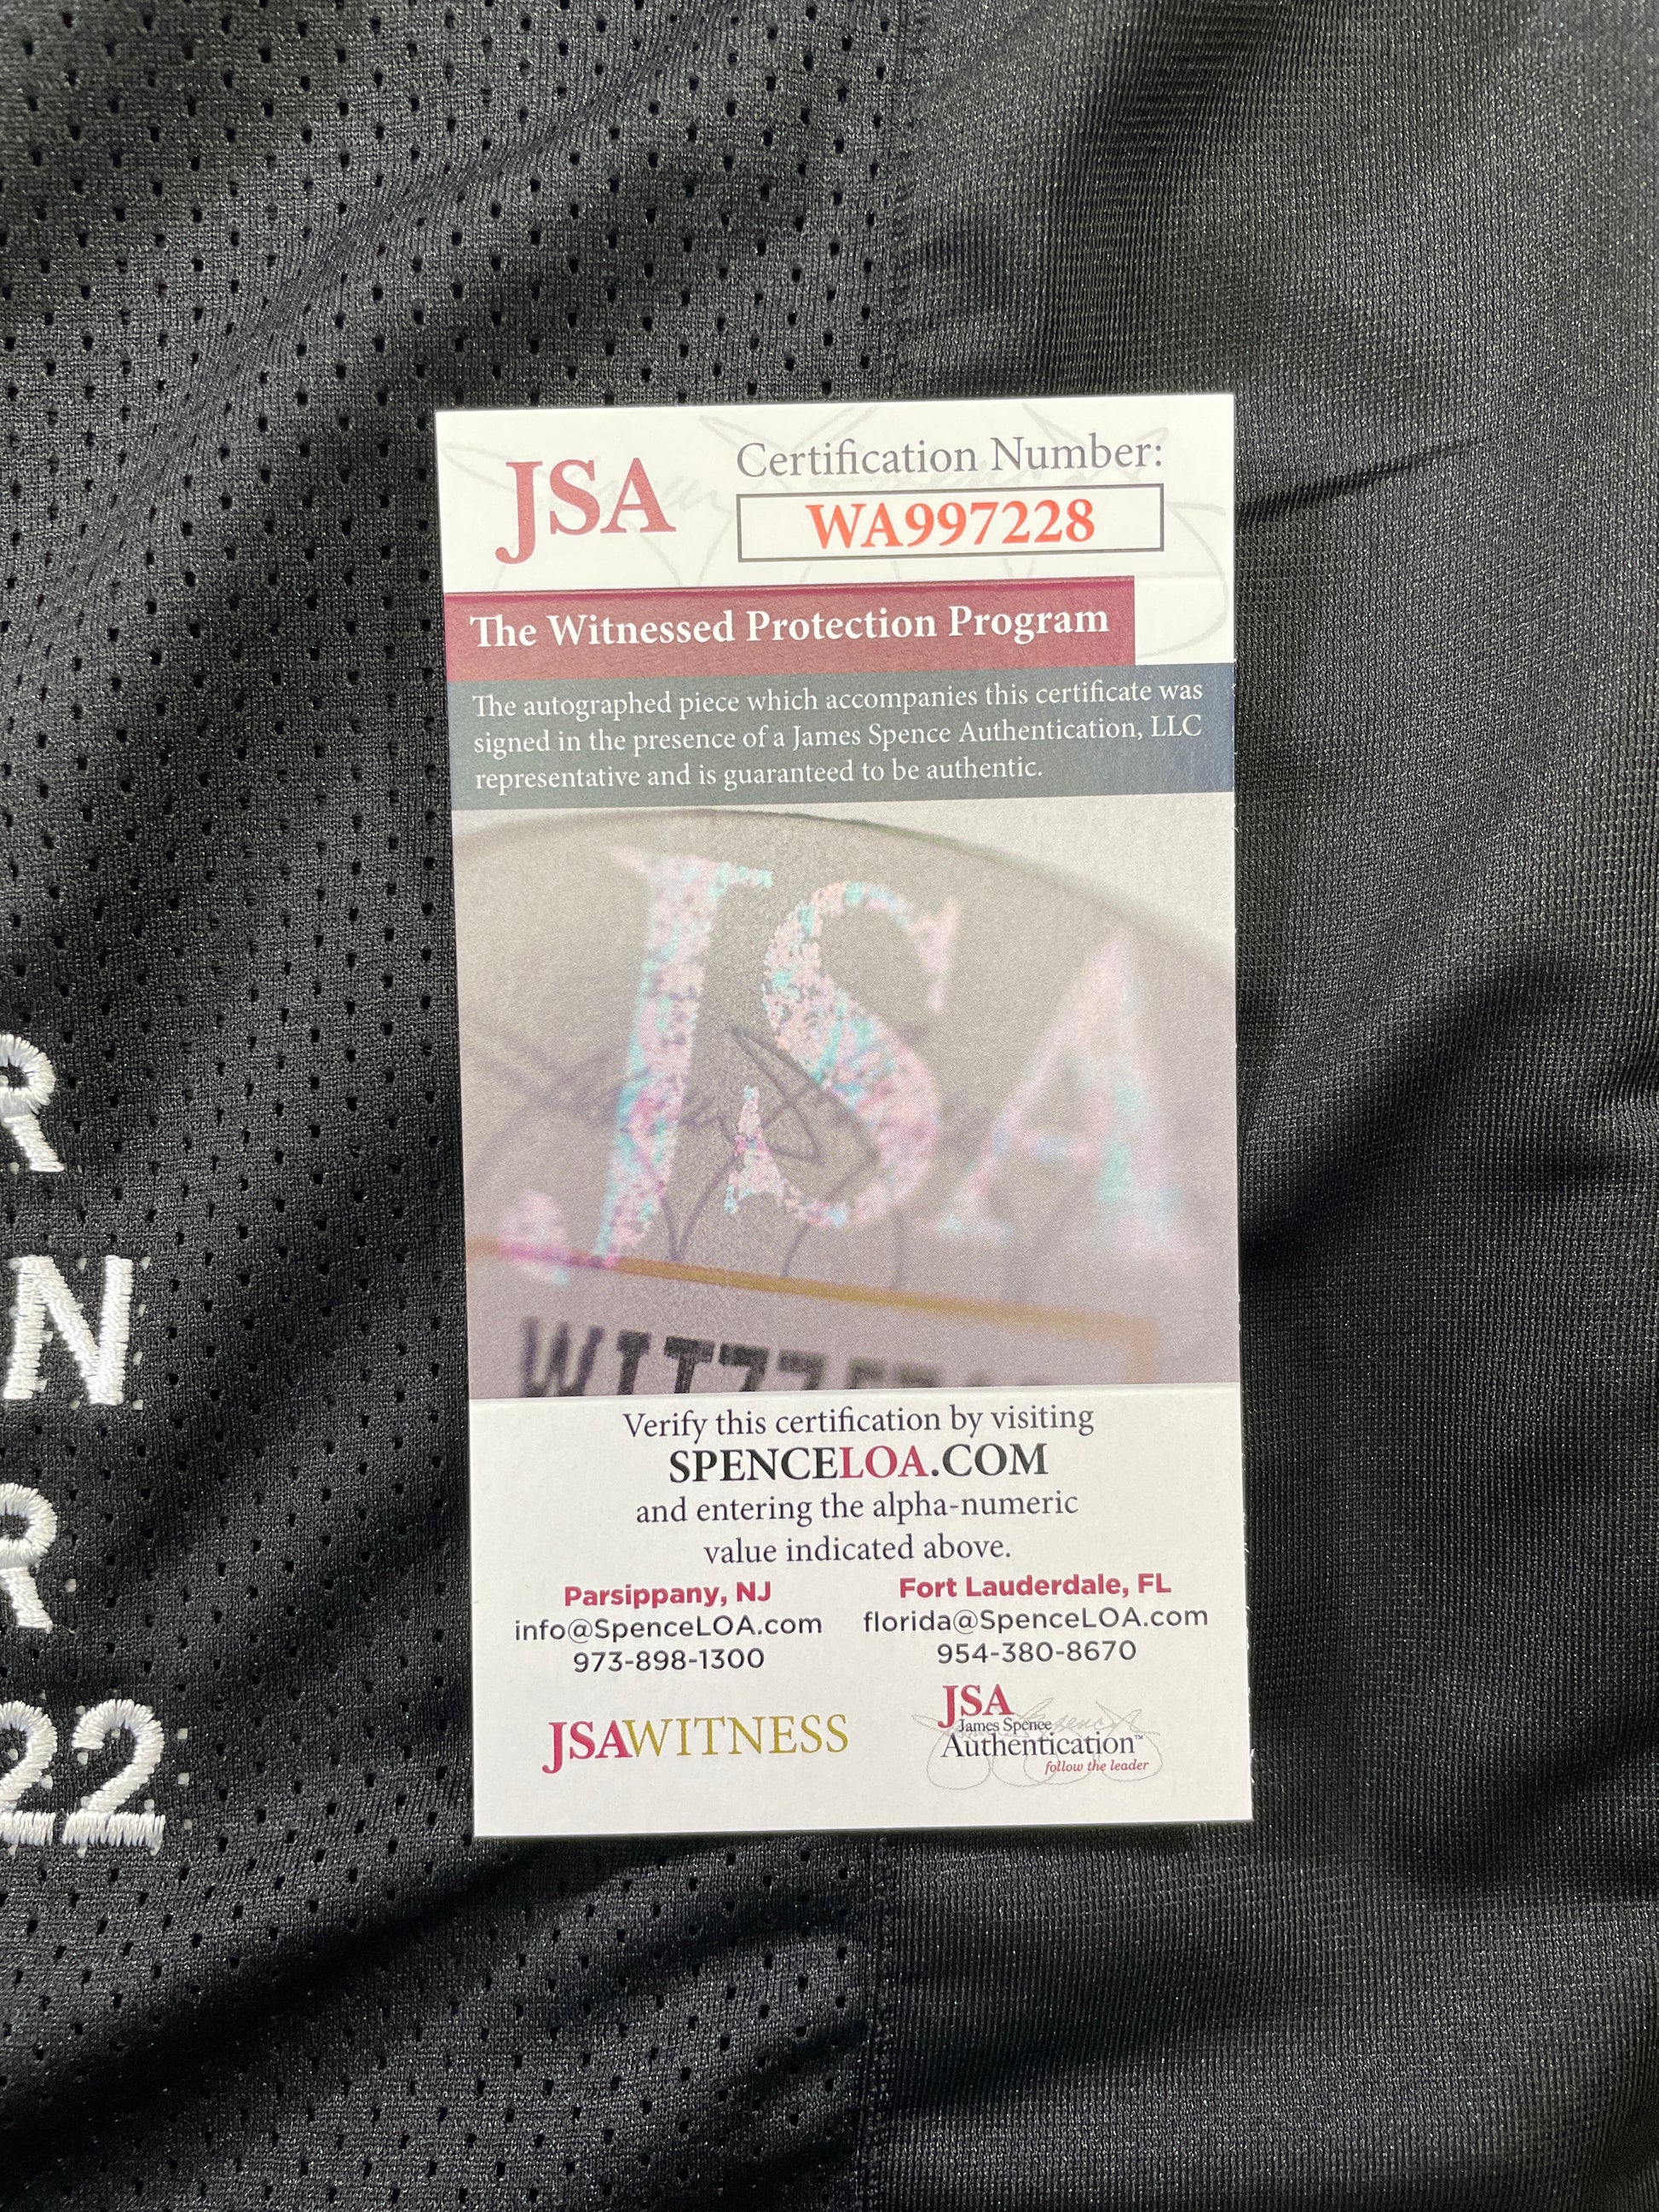 JSA
Certification Number:
WA997228
The Witnessed Protection Program
The autographed piece which accompanies this certificate was
signed in the presence of a James Spence Authentication, LLC
representative and is guaranteed to be authentic.
JSA
R
N
R
22
Verify this certification by visiting
SPENCELOA.COM
and entering the alpha-numeric
value indicated above.
Parsippany, NJ
info@SpenceLOA.com
973-898-1300
Fort Lauderdale, FL
florida@SpenceLOA.com
954-380-8670
JSAWITNESS
JSA
James Spence
Authentication™
follow the leader